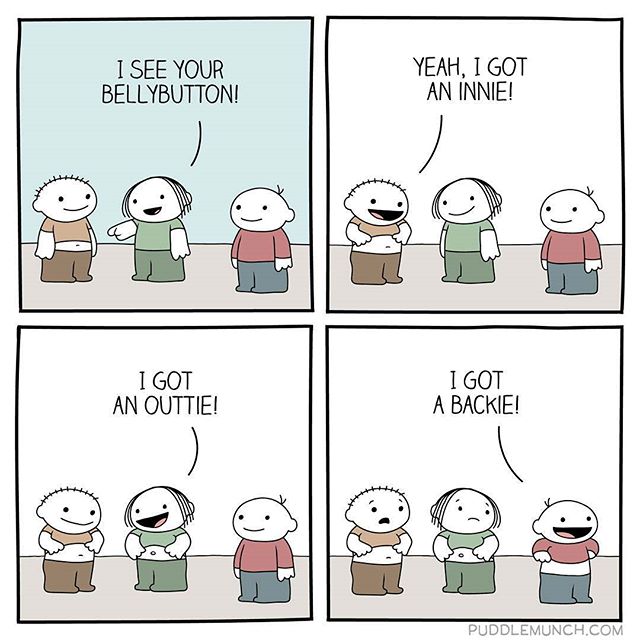 I SEE YOUR
BELLYBUTTON!
YEAH, I GOT
AN INNIE!
I GOT
AN OUTTIE!
I GOT
A BACKIE!
PUDDLEMUNCH.COM